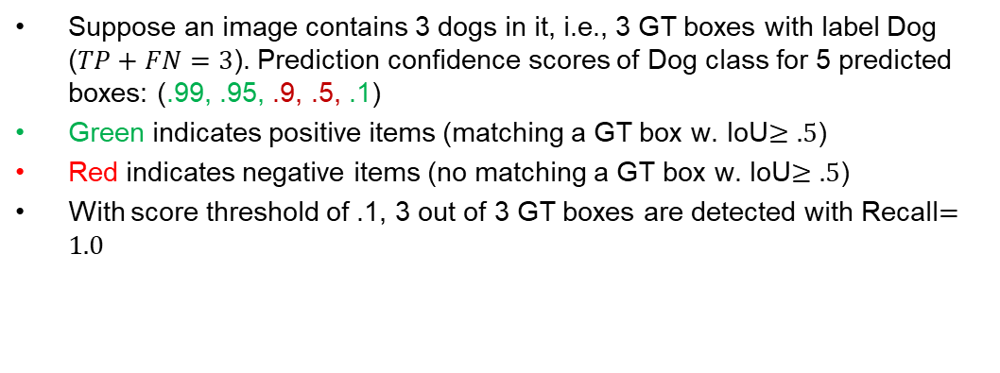 • Suppose an image contains 3 dogs in it, i.e., 3 GT boxes with label Dog
(TP + FN = 3). Prediction confidence scores of Dog class for 5 predicted
boxes: (.99, .95, .9, .5, .1)
• Green indicates positive items (matching a GT box w. IoU≥ .5)
• Red indicates negative items (no matching a GT box w. IoU≥ .5)
• With score threshold of .1, 3 out of 3 GT boxes are detected with Recall=
1.0